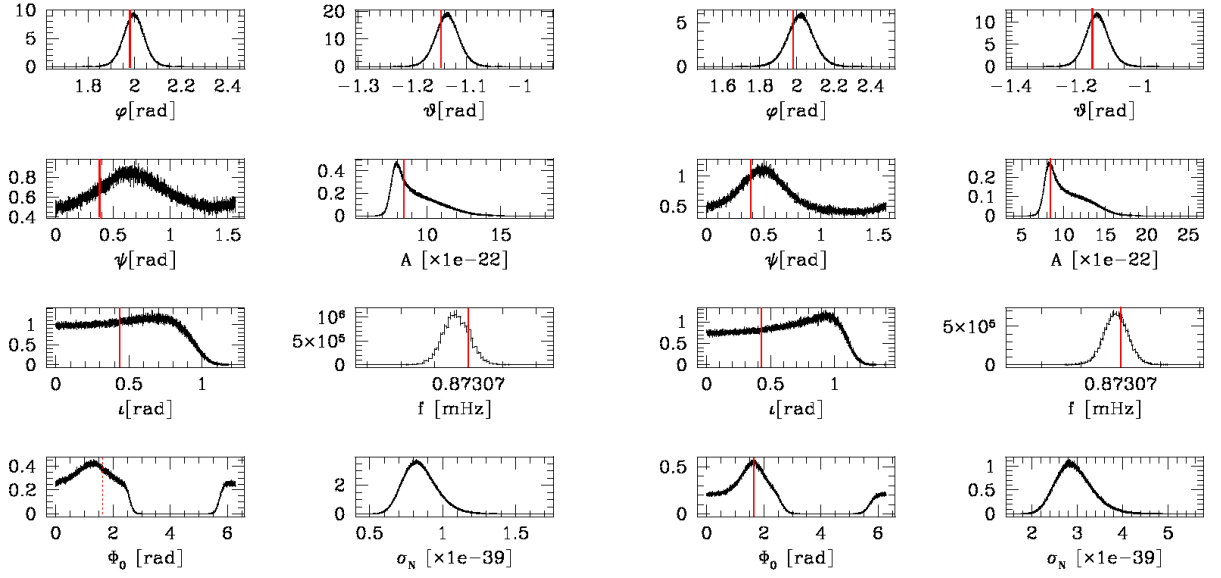 10 5 0 20 10 0 5 0 10 5 0
1.8 2 2.2 2.4 −1.3 −1.2 −1.1 −1 1.6 1.8 2 2.2 2.4 −1.4 −1.2 −1
φ[rad] ϑ[rad] φ[rad] ϑ[rad]
0.8 0.6 0.4 0.4 0.2 0 1 0.5 0.2 0.1 0
0 0.5 1 1.5 10 15 0 0.5 1 1.5 5 10 15 20 25
ψ[rad] A [×1e−22] ψ[rad] A [×1e−22]
1 0.5 0 10⁶ 5×10⁵ 0 1 0.5 0 5×10⁶ 0
0 0.5 1 0.87307 0 0.5 1 0.87307
ι[rad] f [mHz] ι[rad] f [mHz]
0.4 0.2 0 2 0 0.5 0 1 0.5 0
0 2 4 6 0.5 1 1.5 0 2 4 6 2 3 4 5
Φ₀ [rad] σ_N [×1e−39] Φ₀ [rad] σ_N [×1e−39]